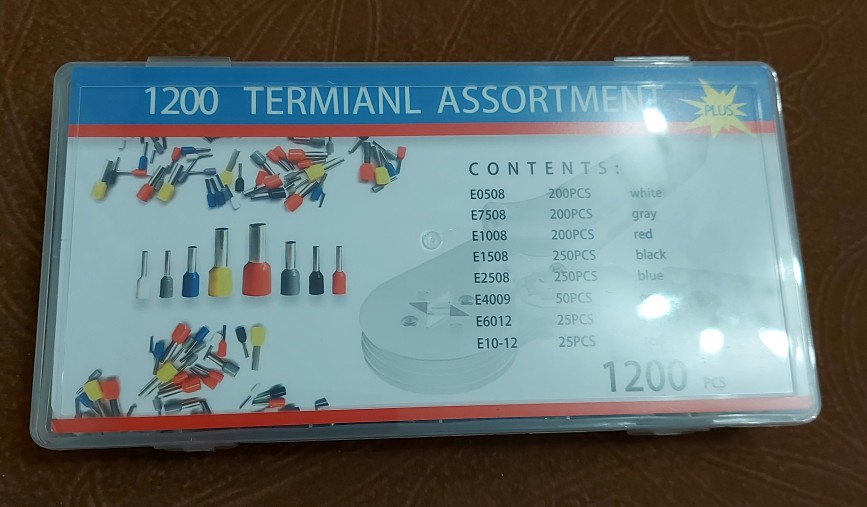 1200 TERMIANL ASSORTMENT
PLUS
CONTENTS:
E0508 200PCS white
E7508 200PCS gray
E1008 200PCS red
E1508 250PCS black
E2508 250PCS blue
E4009 50PCS
E6012 25PCS
E10-12 25PCS
1200 PCS